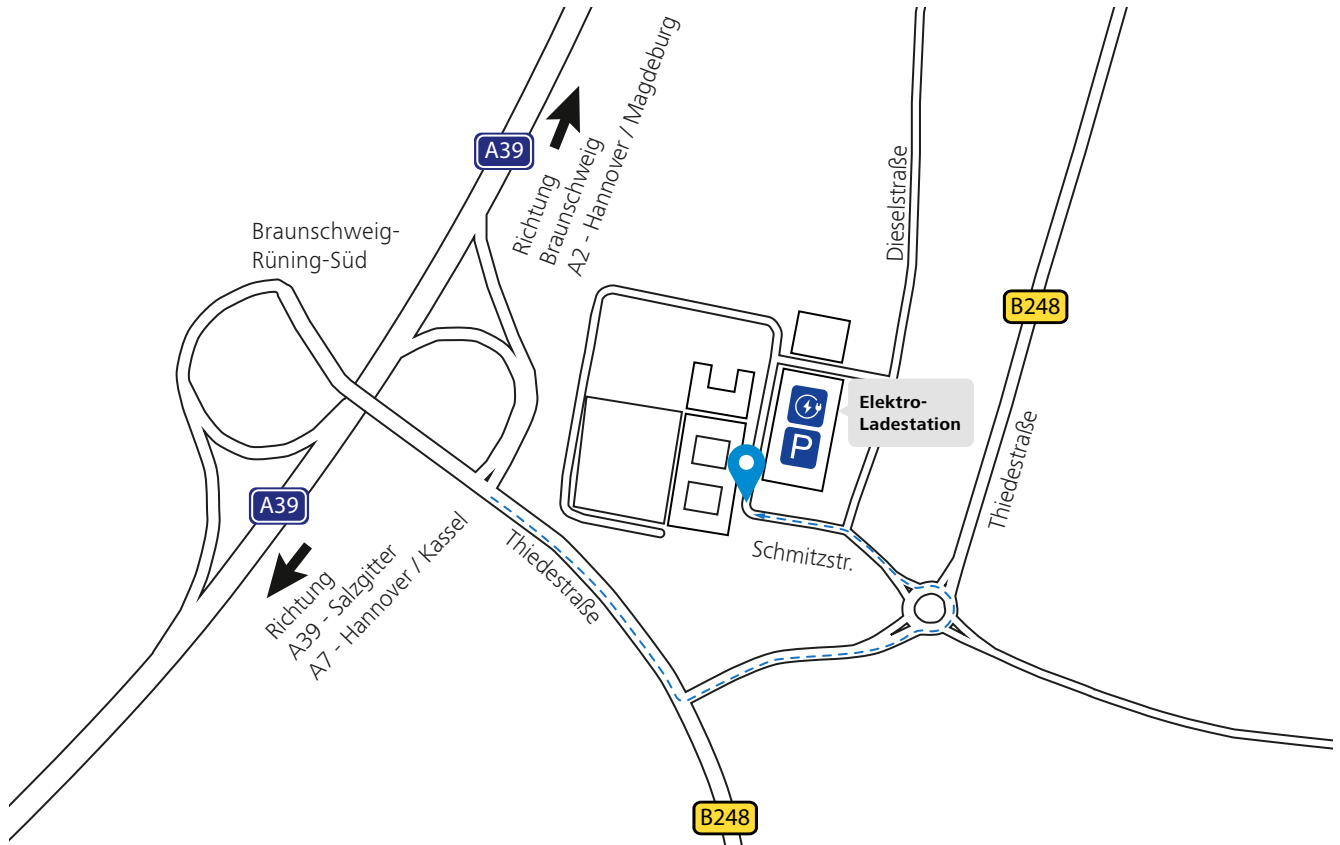 A39
Richtung
Braunschweig
A2 - Hannover / Magdeburg
Braunschweig-
Rüning-Süd
Dieselstraße
B248
Elektro-
Ladestation
P
Thiedestraße
A39
Richtung
A39 - Salzgitter
A7 - Hannover / Kassel
Thiedestraße
Schmitzstr.
B248